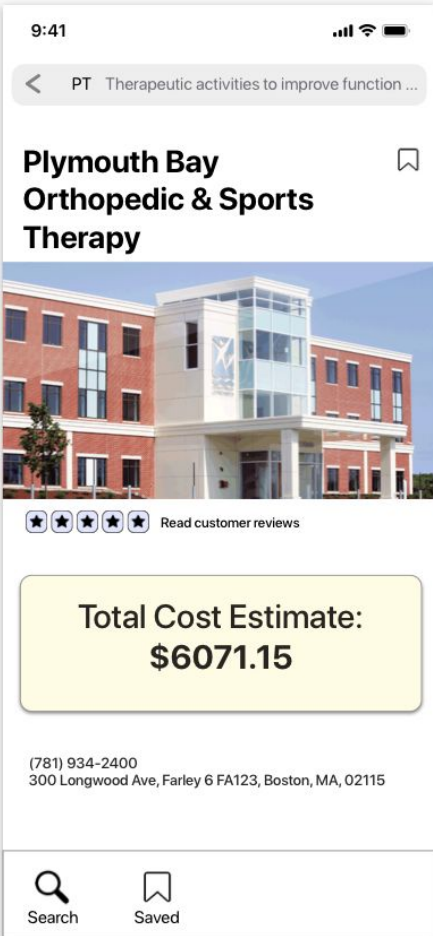 9:41
PT Therapeutic activities to improve function ...
Plymouth Bay
Orthopedic & Sports
Therapy
Read customer reviews
Total Cost Estimate:
$6071.15
(781) 934-2400
300 Longwood Ave, Farley 6 FA123, Boston, MA, 02115
Search Saved